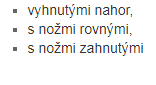 ▪ vyhnutými nahor,
▪ s nožmi rovnými,
▪ s nožmi zahnutými